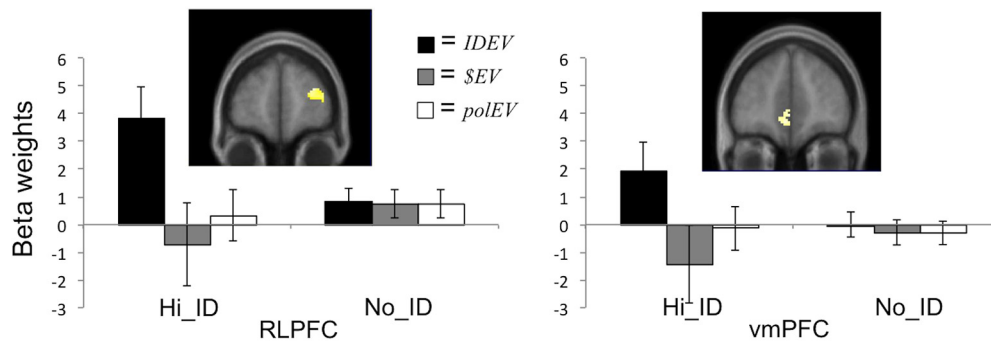 = IDEV
= $EV
= polEV
Beta weights
6
5
4
3
2
1
0
-1
-2
-3
Hi_ID
No_ID
RLPFC
6
5
4
3
2
1
0
-1
-2
-3
Hi_ID
No_ID
vmPFC